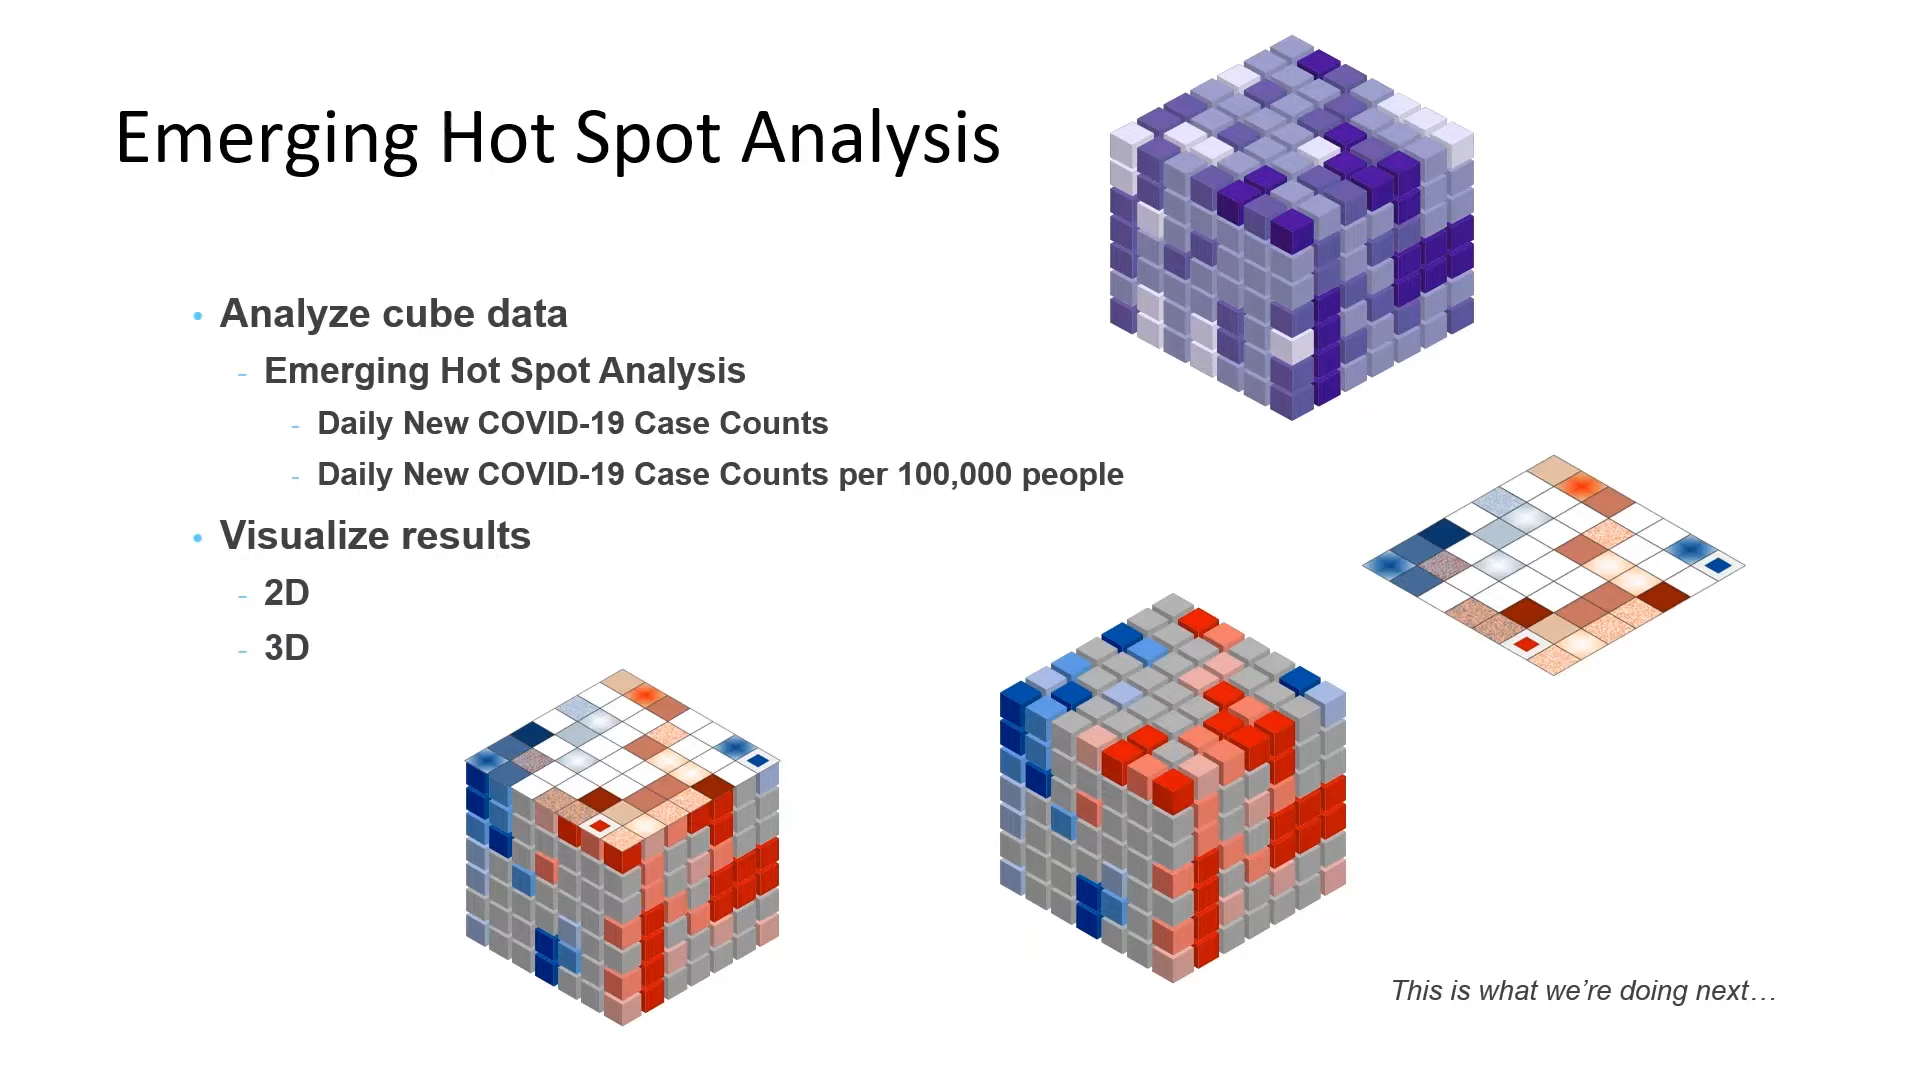 Emerging Hot Spot Analysis
• Analyze cube data
- Emerging Hot Spot Analysis
- Daily New COVID-19 Case Counts
- Daily New COVID-19 Case Counts per 100,000 people
• Visualize results
- 2D
- 3D
This is what we’re doing next…